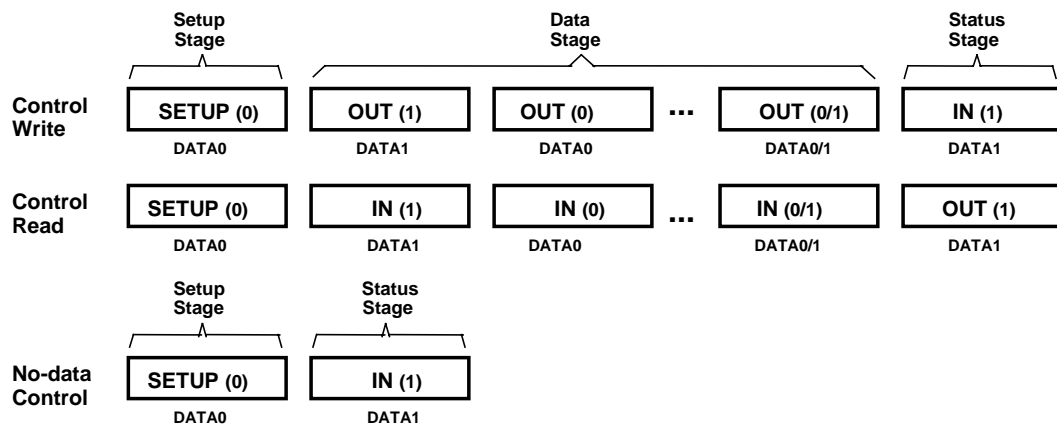 Setup
Stage
Data
Stage
Status
Stage
Control
Write
SETUP (0)
OUT (1)
OUT (0)
...
OUT (0/1)
IN (1)
DATA0
DATA1
DATA0
DATA0/1
DATA1
Control
Read
SETUP (0)
IN (1)
IN (0)
...
IN (0/1)
OUT (1)
DATA0
DATA1
DATA0
DATA0/1
DATA1
Setup
Stage
Status
Stage
No-data
Control
SETUP (0)
IN (1)
DATA0
DATA1